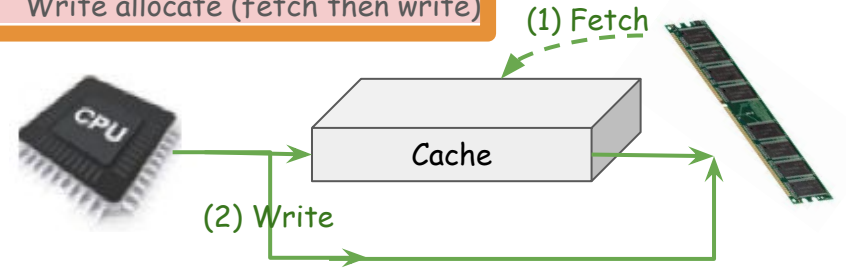 Write allocate (fetch then write)
(1) Fetch
CPU
Cache
(2) Write